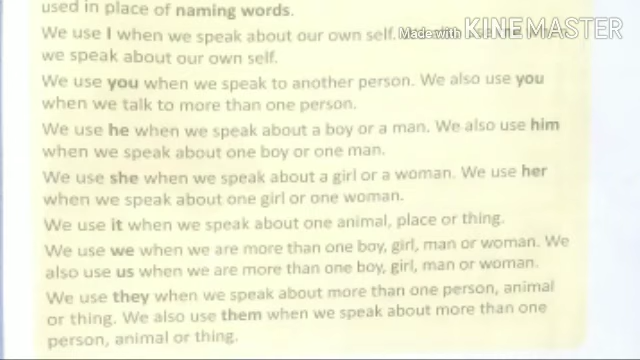 used in place of naming words.
We use I when we speak about our own self.
Made with KINEMASTER
we speak about our own self.
We use you when we speak to another person. We also use you
when we talk to more than one person.
We use he when we speak about a boy or a man. We also use him
when we speak about one boy or one man.
We use she when we speak about a girl or a woman. We use her
when we speak about one girl or one woman.
We use it when we speak about one animal, place or thing.
We use we when we are more than one boy, girl, man or woman. We
also use us when we are more than one boy, girl, man or woman.
We use they when we speak about more than one person, animal
or thing. We also use them when we speak about more than one
person, animal or thing.